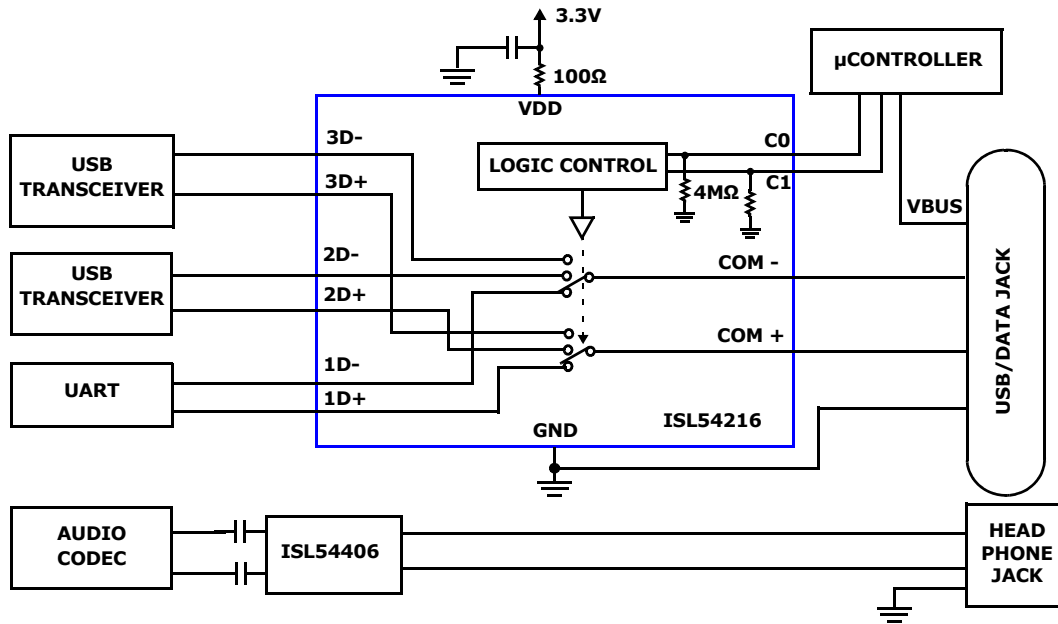 3.3V
µCONTROLLER
100Ω
VDD
3D-
C0
USB
TRANSCEIVER
LOGIC CONTROL
3D+
4MΩ
C1
VBUS
2D-
COM -
USB
TRANSCEIVER
2D+
COM +
USB/DATA JACK
1D-
UART
1D+
ISL54216
GND
AUDIO
CODEC
ISL54406
HEAD
PHONE
JACK